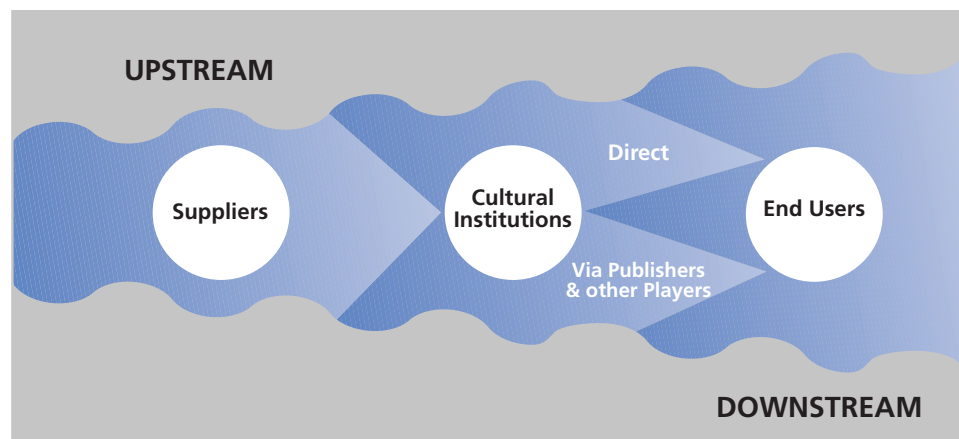 UPSTREAM
Suppliers
Cultural
Institutions
Direct
Via Publishers
& other Players
End Users
DOWNSTREAM